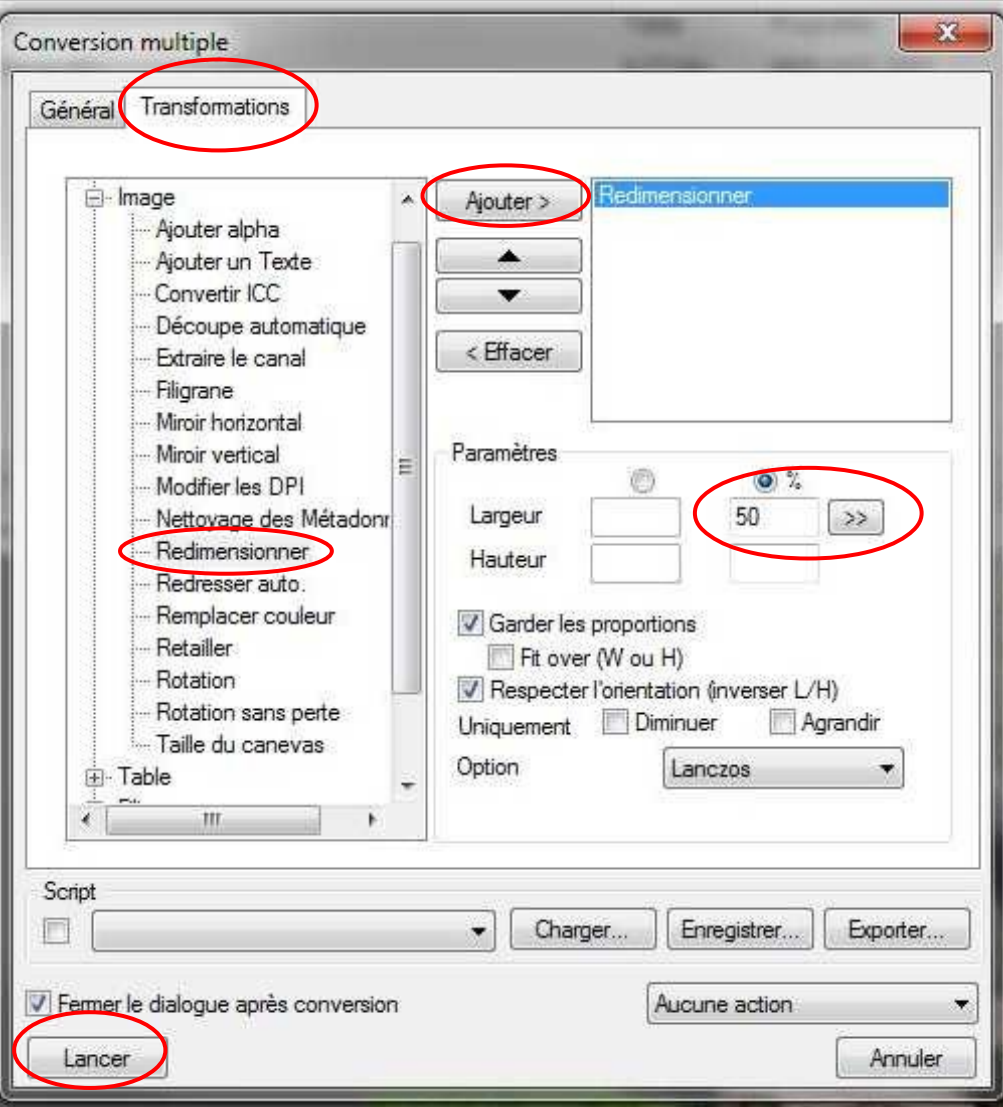 Conversion multiple
Général
Transformations
Image
Ajouter alpha
Ajouter un Texte
Convertir ICC
Découpe automatique
Extraire le canal
Filigrane
Miroir horizontal
Miroir vertical
Modifier les DPI
Nettoyage des Métadonr
Redimensionner
Redresser auto.
Remplacer couleur
Retailler
Rotation
Rotation sans perte
Taille du canevas
Table
Ajouter >
< Effacer
Redimensionner
Paramètres
%
Largeur 50 >>
Hauteur
Garder les proportions
Fit over (W ou H)
Respecter l'orientation (inverser L/H)
Uniquement Diminuer Agrandir
Option Lanczos
Script
Charger... Enregistrer... Exporter...
Fermer le dialogue après conversion Aucune action
Lancer Annuler